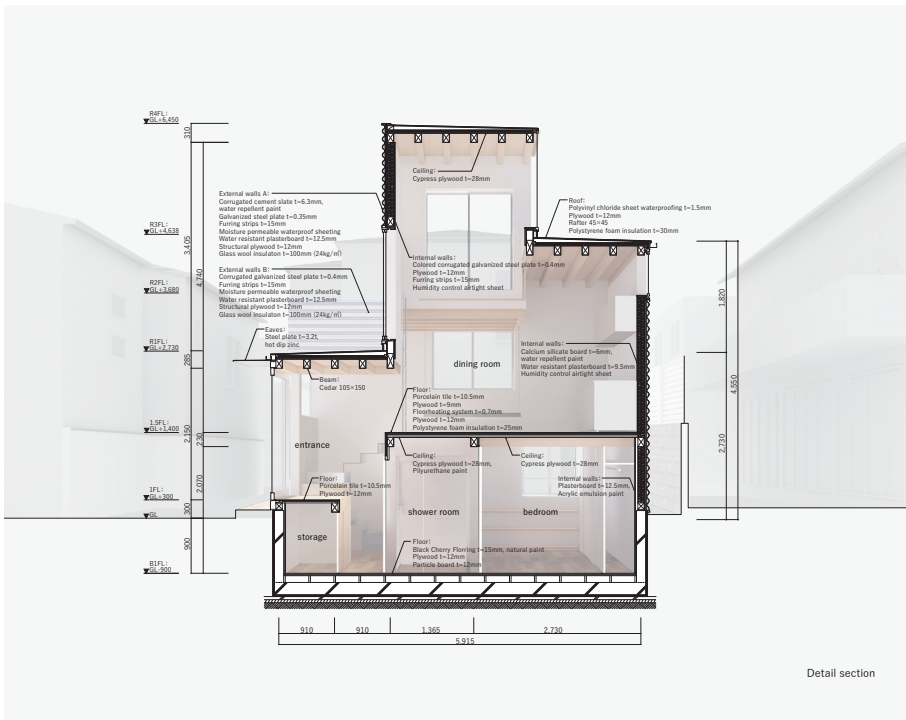 R4FL:
GL+6,450
310
Ceiling:
Cypress plywood t=28mm
External walls A:
Corrugated cement slate t=6.3mm,
water repellent paint
Galvanized steel plate t=0.35mm
Furring strips t=15mm
Moisture permeable waterproof sheeting
Water resistant plasterboard t=12.5mm
Structural plywood t=12mm
Glass wool insulaton t=100mm (24kg/㎥)
Roof:
Polyvinyl chloride sheet waterproofing t=1.5mm
Plywood t=12mm
Rafter 45×45
Polystyrene foam insulation t=30mm
R3FL:
GL+4,638
3,405
4,740
Internal walls:
Colored corrugated galvanized steel plate t=0.4mm
Plywood t=12mm
Furring strips t=15mm
Humidity control airtight sheet
External walls B:
Corrugated galvanized steel plate t=0.4mm
Furring strips t=15mm
Moisture permeable waterproof sheeting
Water resistant plasterboard t=12.5mm
Structural plywood t=12mm
Glass wool insulaton t=100mm (24kg/㎥)
R2FL:
GL+3,680
1,820
Eaves:
Steel plate t=3.2t,
hot dip zinc
R1FL:
GL+2,730
285
Internal walls:
Calcium silicate board t=6mm,
water repellent paint
Water resistant plasterboard t=9.5mm
Humidity control airtight sheet
dining room
Beam:
Cedar 105×150
4,550
Floor:
Porcelain tile t=10.5mm
Plywood t=9mm
Floorheating system t=0.7mm
Plywood t=12mm
Polystyrene foam insulation t=25mm
1.5FL:
GL+1,400
2,150
230
2,730
entrance
Ceiling:
Cypress plywood t=28mm,
Pilyurethane paint
Ceiling:
Cypress plywood t=28mm
Floor:
Porcelain tile t=10.5mm
Plywood t=12mm
Internal walls:
Plasterboard t=12.5mm,
Acrylic emulsion paint
2,070
1FL:
GL+300
300
GL
shower room
bedroom
storage
900
Floor:
Black Cherry Florring t=15mm, natural paint
Plywood t=12mm
Particle board t=12mm
B1FL:
GL-900
910
910
1,365
2,730
5,915
Detail section